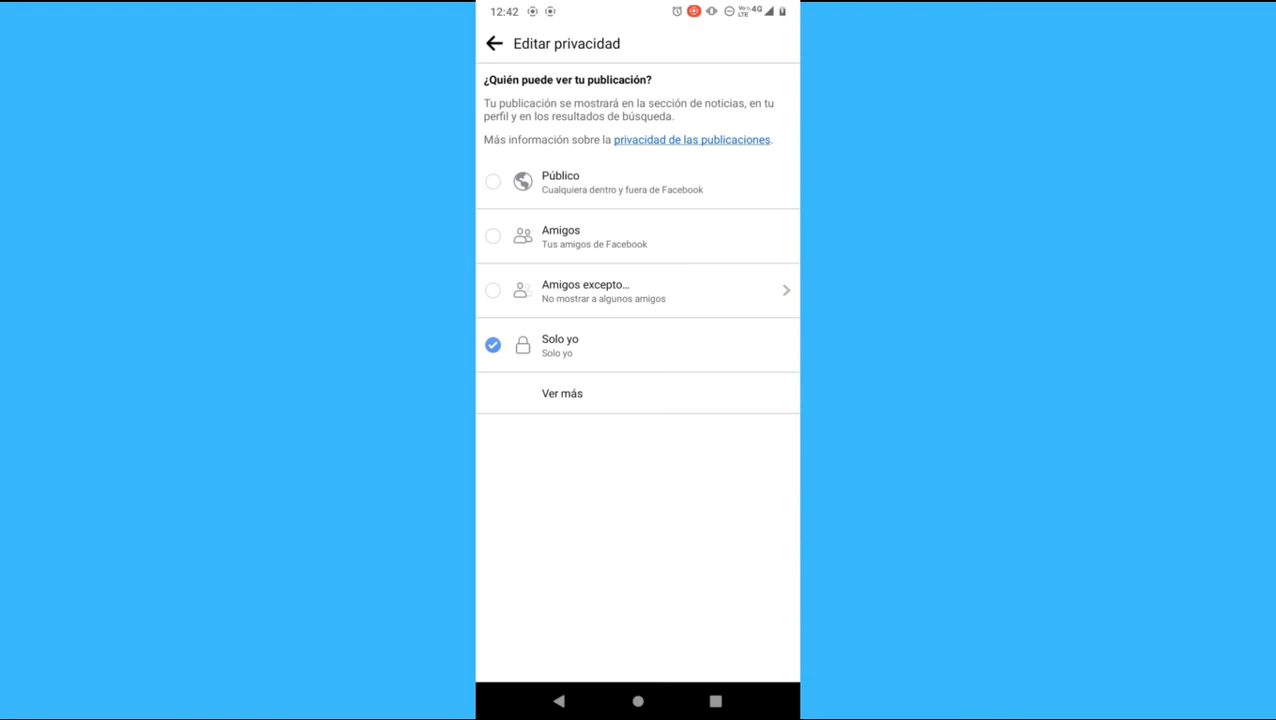 12:42
Vo 4G
LTE
Editar privacidad
¿Quién puede ver tu publicación?
Tu publicación se mostrará en la sección de noticias, en tu
perfil y en los resultados de búsqueda.
Más información sobre la privacidad de las publicaciones.
Público
Cualquiera dentro y fuera de Facebook
Amigos
Tus amigos de Facebook
Amigos excepto...
No mostrar a algunos amigos
Solo yo
Solo yo
Ver más